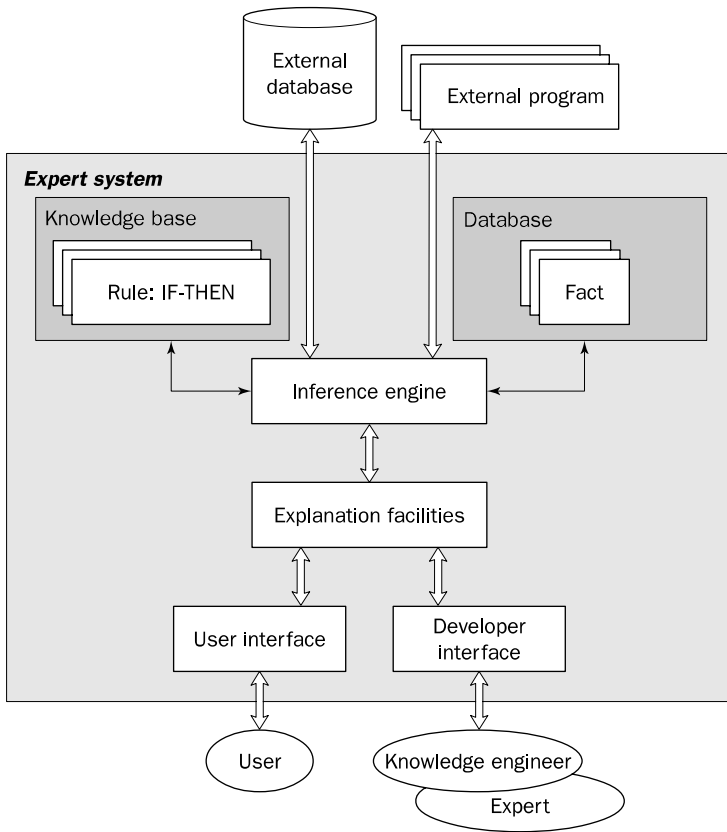 External
database
External program
Expert system
Knowledge base
Rule: IF-THEN
Database
Fact
Inference engine
Explanation facilities
User interface
Developer
interface
User
Knowledge engineer
Expert